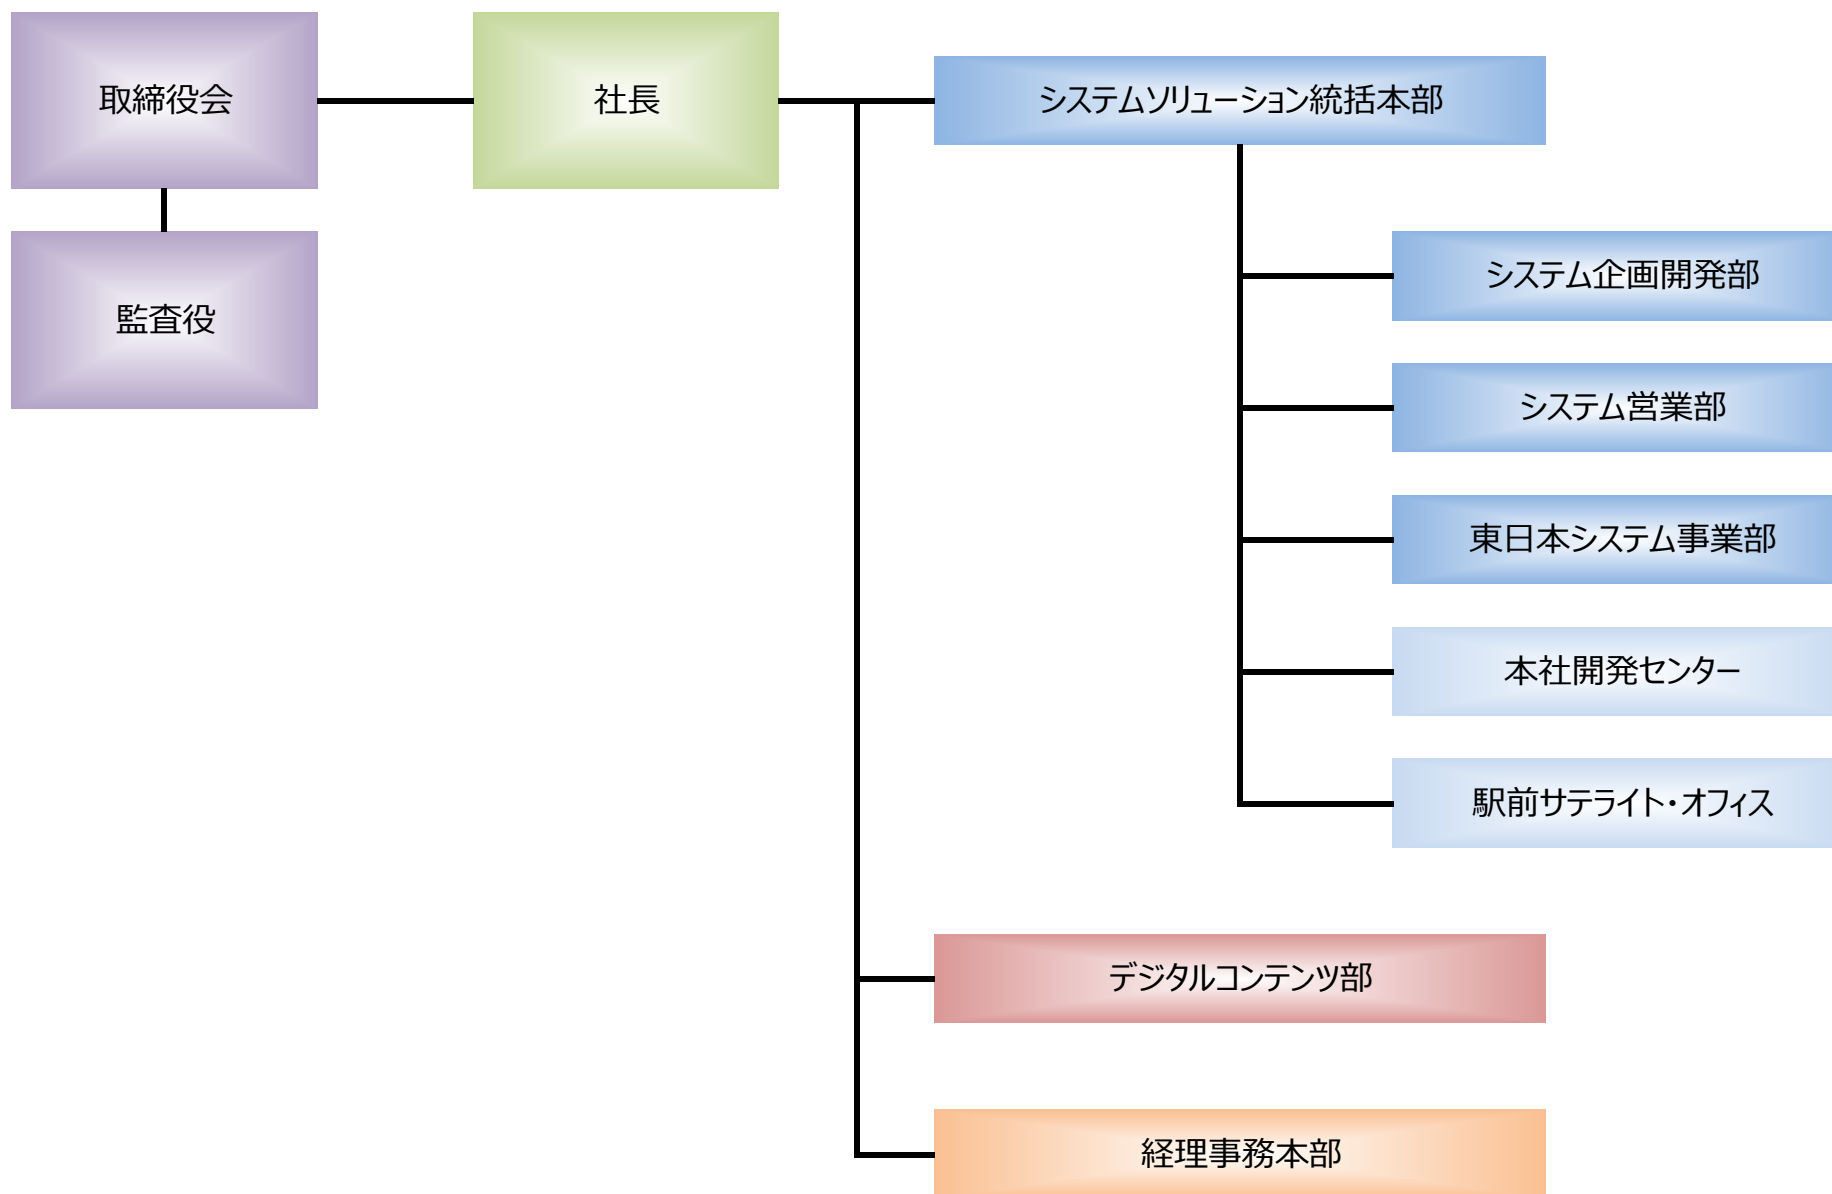 取締役会
社長
システムソリューション統括本部
監査役
システム企画開発部
システム営業部
東日本システム事業部
本社開発センター
駅前サテライト・オフィス
デジタルコンテンツ部
経理事務本部